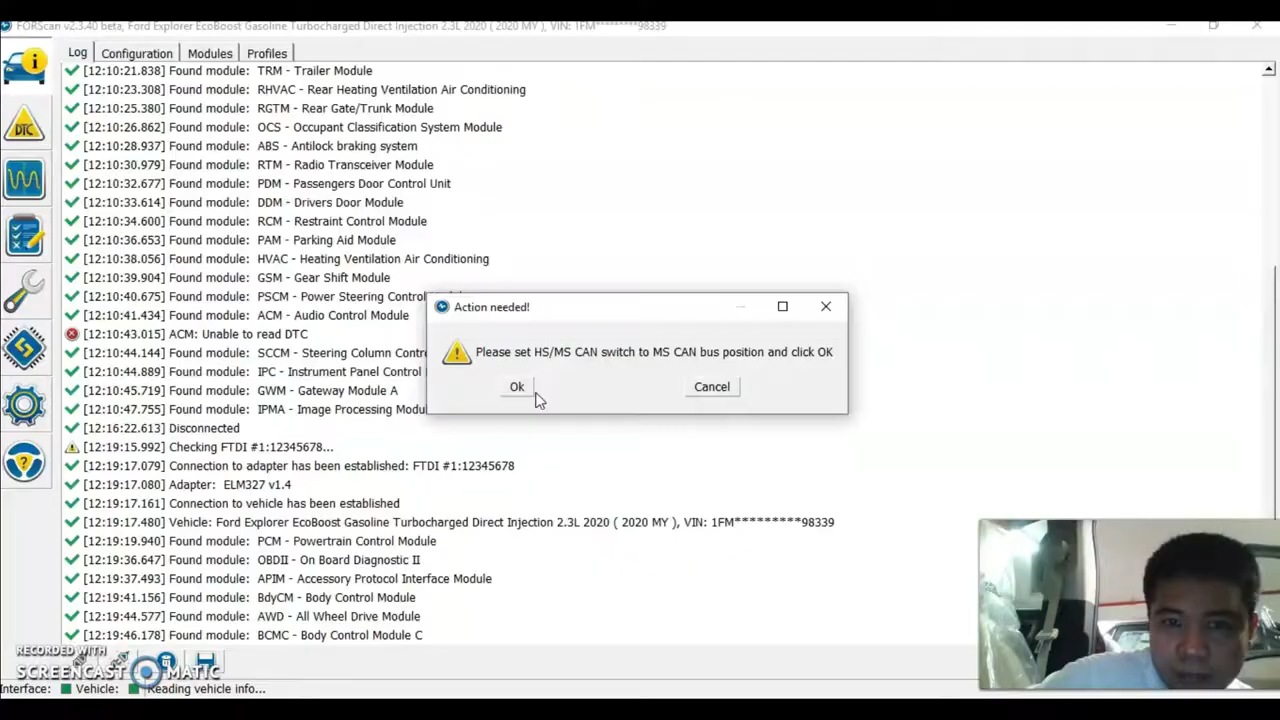 FORScan v2.3.40 beta, Ford Explorer EcoBoost Gasoline Turbocharged Direct Injection 2.3L 2020 ( 2020 MY ), VIN: 1FM*********98339
Log Configuration Modules Profiles
[12:10:21.838] Found module: TRM - Trailer Module
[12:10:23.308] Found module: RHVAC - Rear Heating Ventilation Air Conditioning
[12:10:25.380] Found module: RGTM - Rear Gate/Trunk Module
[12:10:26.862] Found module: OCS - Occupant Classification System Module
[12:10:28.937] Found module: ABS - Antilock braking system
[12:10:30.979] Found module: RTM - Radio Transceiver Module
[12:10:32.677] Found module: PDM - Passengers Door Control Unit
[12:10:33.614] Found module: DDM - Drivers Door Module
[12:10:34.600] Found module: RCM - Restraint Control Module
[12:10:36.653] Found module: PAM - Parking Aid Module
[12:10:38.056] Found module: HVAC - Heating Ventilation Air Conditioning
[12:10:39.904] Found module: GSM - Gear Shift Module
[12:10:40.675] Found module: PSCM - Power Steering Contro
[12:10:41.434] Found module: ACM - Audio Control Module
[12:10:43.015] ACM: Unable to read DTC
[12:10:44.144] Found module: SCCM - Steering Column Contr
[12:10:44.889] Found module: IPC - Instrument Panel Control
[12:10:45.719] Found module: GWM - Gateway Module A
[12:10:47.755] Found module: IPMA - Image Processing Modu
[12:16:22.613] Disconnected
[12:19:15.992] Checking FTDI #1:12345678...
[12:19:17.079] Connection to adapter has been established: FTDI #1:12345678
[12:19:17.080] Adapter: ELM327 v1.4
[12:19:17.161] Connection to vehicle has been established
[12:19:17.480] Vehicle: Ford Explorer EcoBoost Gasoline Turbocharged Direct Injection 2.3L 2020 ( 2020 MY ), VIN: 1FM*********98339
[12:19:19.940] Found module: PCM - Powertrain Control Module
[12:19:36.647] Found module: OBDII - On Board Diagnostic II
[12:19:37.493] Found module: APIM - Accessory Protocol Interface Module
[12:19:41.156] Found module: BdyCM - Body Control Module
[12:19:44.577] Found module: AWD - All Wheel Drive Module
[12:19:46.178] Found module: BCMC - Body Control Module C
DTC
Action needed!
Please set HS/MS CAN switch to MS CAN bus position and click OK
Ok Cancel
RECORDED WITH
SCREENCAST MATIC
Interface: Vehicle: Reading vehicle info...